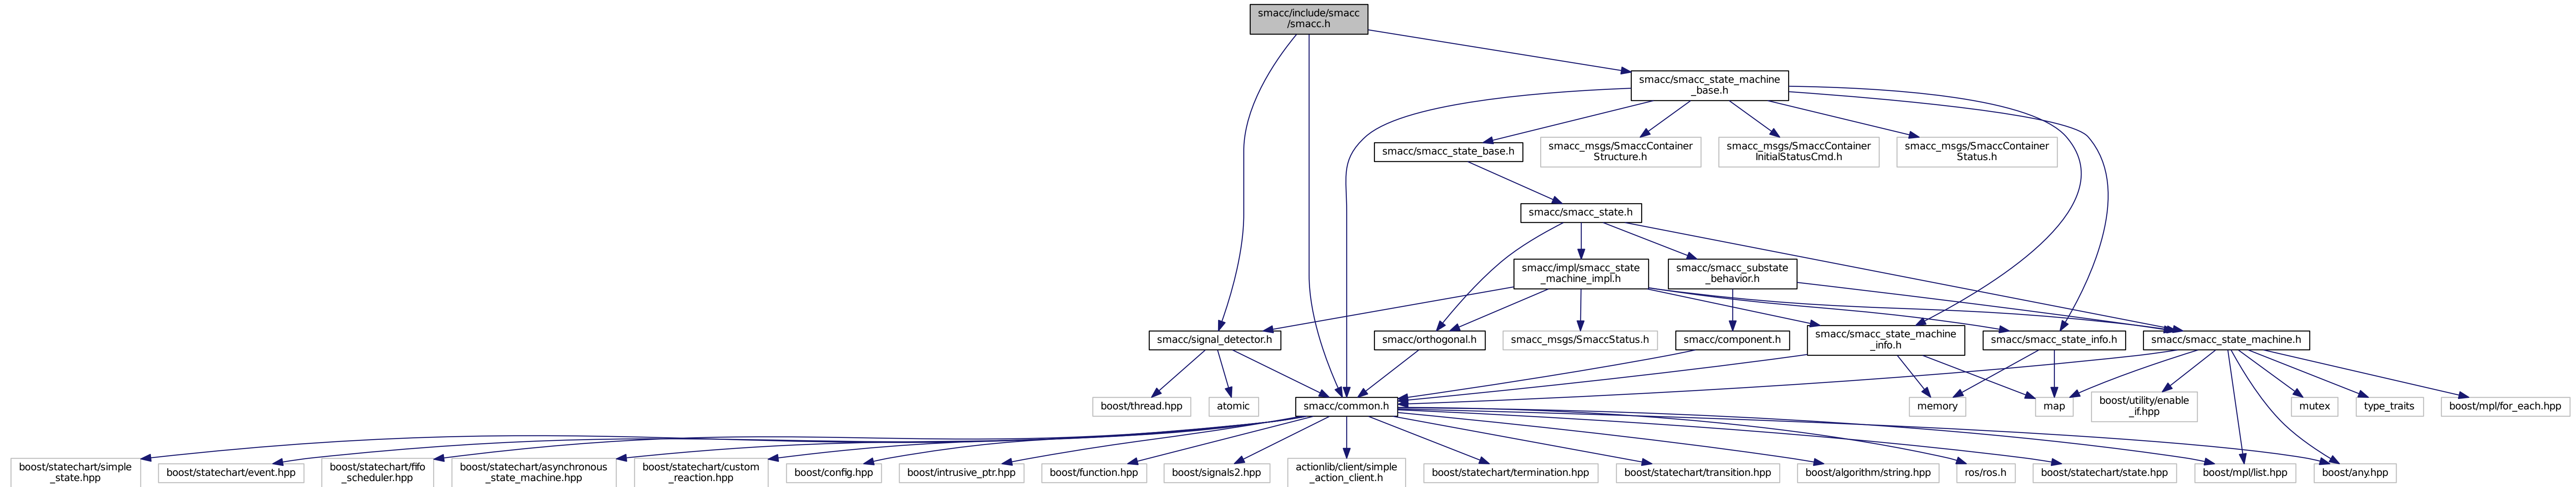 smacc/include/smacc
/smacc.h
smacc/smacc_state_machine
_base.h
smacc/smacc_state_base.h
smacc_msgs/SmaccContainer
Structure.h
smacc_msgs/SmaccContainer
InitialStatusCmd.h
smacc_msgs/SmaccContainer
Status.h
smacc/smacc_state.h
smacc/impl/smacc_state
_machine_impl.h
smacc/smacc_substate
_behavior.h
smacc/signal_detector.h
smacc/orthogonal.h
smacc_msgs/SmaccStatus.h
smacc/component.h
smacc/smacc_state_machine
_info.h
smacc/smacc_state_info.h
smacc/smacc_state_machine.h
boost/thread.hpp
atomic
smacc/common.h
memory
map
boost/utility/enable
_if.hpp
mutex
type_traits
boost/mpl/for_each.hpp
boost/statechart/simple
_state.hpp
boost/statechart/event.hpp
boost/statechart/fifo
_scheduler.hpp
boost/statechart/asynchronous
_state_machine.hpp
boost/statechart/custom
_reaction.hpp
boost/config.hpp
boost/intrusive_ptr.hpp
boost/function.hpp
boost/signals2.hpp
actionlib/client/simple
_action_client.h
boost/statechart/termination.hpp
boost/statechart/transition.hpp
boost/algorithm/string.hpp
ros/ros.h
boost/statechart/state.hpp
boost/mpl/list.hpp
boost/any.hpp